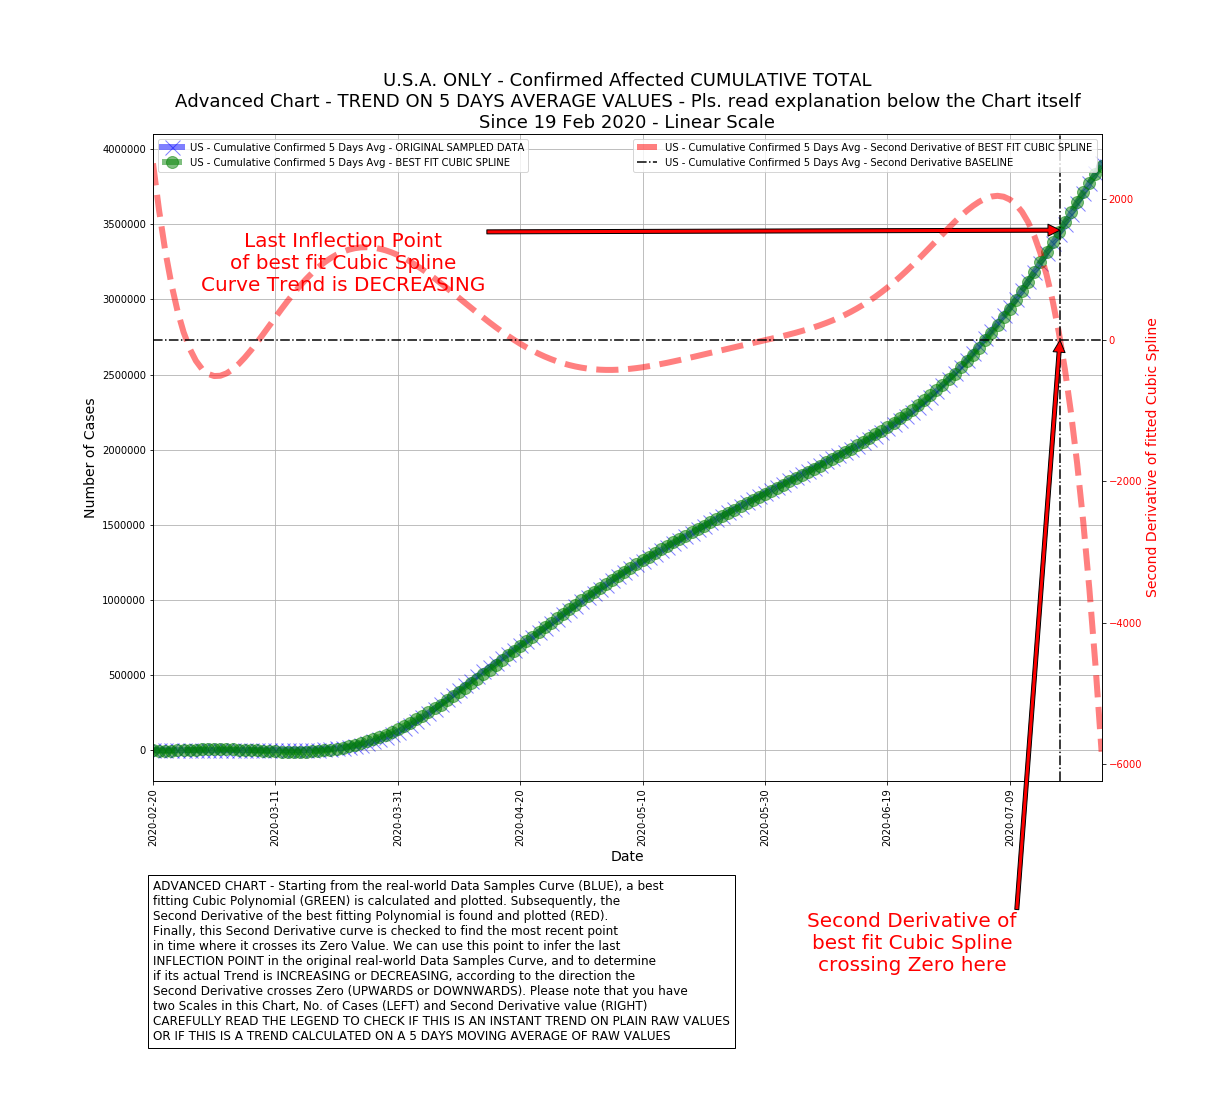 U.S.A. ONLY - Confirmed Affected CUMULATIVE TOTAL
Advanced Chart - TREND ON 5 DAYS AVERAGE VALUES - Pls. read explanation below the Chart itself
Since 19 Feb 2020 - Linear Scale
US - Cumulative Confirmed 5 Days Avg - ORIGINAL SAMPLED DATA
US - Cumulative Confirmed 5 Days Avg - BEST FIT CUBIC SPLINE
US - Cumulative Confirmed 5 Days Avg - Second Derivative of BEST FIT CUBIC SPLINE
US - Cumulative Confirmed 5 Days Avg - Second Derivative BASELINE
Last Inflection Point
of best fit Cubic Spline
Curve Trend is DECREASING
Number of Cases
4000000
3500000
3000000
2500000
2000000
1500000
1000000
500000
0
2000
0
−2000
−4000
−6000
Second Derivative of fitted Cubic Spline
2020-02-20
2020-03-11
2020-03-31
2020-04-20
2020-05-10
2020-05-30
2020-06-19
2020-07-09
Date
ADVANCED CHART - Starting from the real-world Data Samples Curve (BLUE), a best
fitting Cubic Polynomial (GREEN) is calculated and plotted. Subsequently, the
Second Derivative of the best fitting Polynomial is found and plotted (RED).
Finally, this Second Derivative curve is checked to find the most recent point
in time where it crosses its Zero Value. We can use this point to infer the last
INFLECTION POINT in the original real-world Data Samples Curve, and to determine
if its actual Trend is INCREASING or DECREASING, according to the direction the
Second Derivative crosses Zero (UPWARDS or DOWNWARDS). Please note that you have
two Scales in this Chart, No. of Cases (LEFT) and Second Derivative value (RIGHT)
CAREFULLY READ THE LEGEND TO CHECK IF THIS IS AN INSTANT TREND ON PLAIN RAW VALUES
OR IF THIS IS A TREND CALCULATED ON A 5 DAYS MOVING AVERAGE OF RAW VALUES
Second Derivative of
best fit Cubic Spline
crossing Zero here